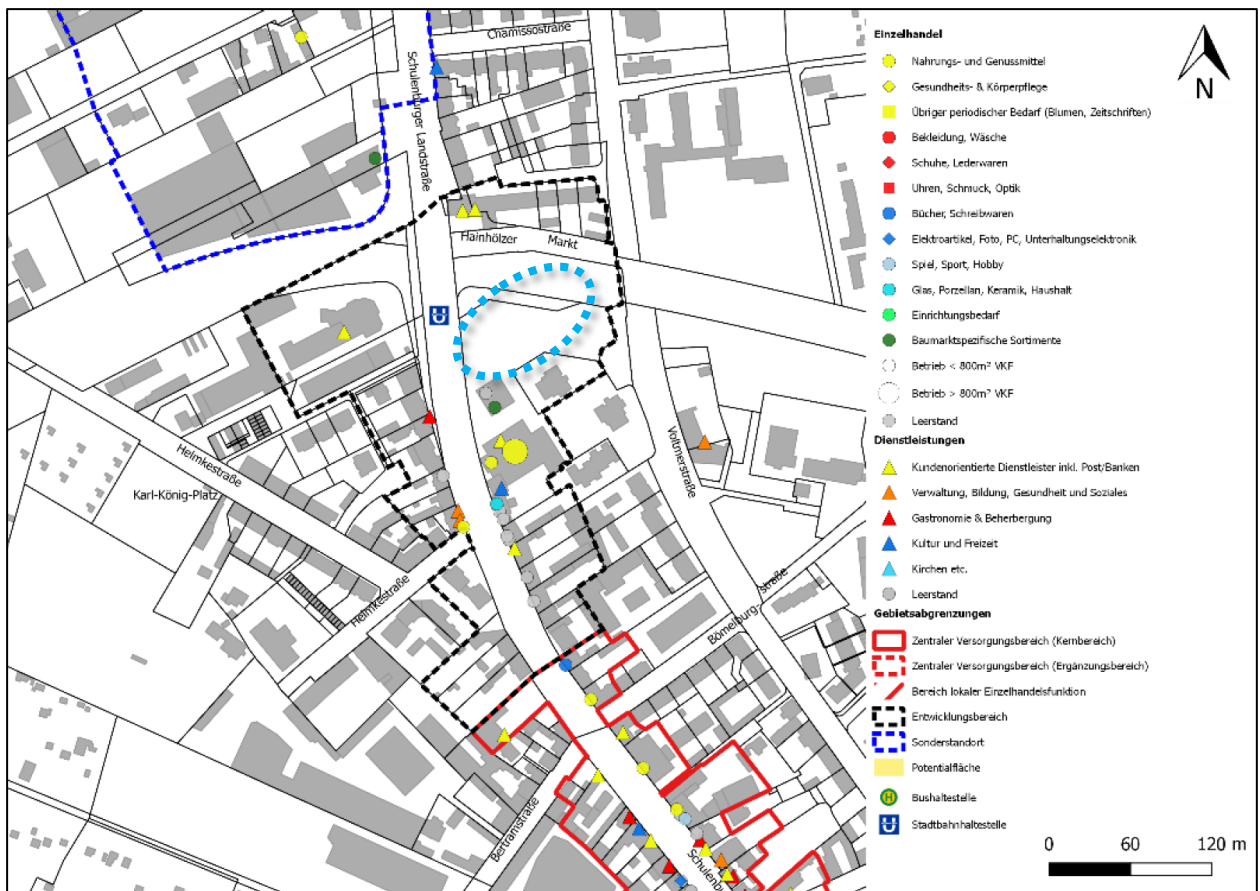 Chamissostraße
Schulenburger Landstraße
Hainhölzer Markt
Helmkestraße
Karl-König-Platz
Voltmerstraße
Helmkestraße
Bömelburgstraße
Bertramstraße
Schulenbu
Einzelhandel
Nahrungs- und Genussmittel
Gesundheits- & Körperpflege
Übriger periodischer Bedarf (Blumen, Zeitschriften)
Bekleidung, Wäsche
Schuhe, Lederwaren
Uhren, Schmuck, Optik
Bücher, Schreibwaren
Elektroartikel, Foto, PC, Unterhaltungselektronik
Spiel, Sport, Hobby
Glas, Porzellan, Keramik, Haushalt
Einrichtungsbedarf
Baumarktspezifische Sortimente
Betrieb < 800m² VKF
Betrieb > 800m² VKF
Leerstand
Dienstleistungen
Kundenorientierte Dienstleister inkl. Post/Banken
Verwaltung, Bildung, Gesundheit und Soziales
Gastronomie & Beherbergung
Kultur und Freizeit
Kirchen etc.
Leerstand
Gebietsabgrenzungen
Zentraler Versorgungsbereich (Kernbereich)
Zentraler Versorgungsbereich (Ergänzungsbereich)
Bereich lokaler Einzelhandelsfunktion
Entwicklungsbereich
Sonderstandort
Potentialfläche
H Bushaltestelle
U Stadtbahnhaltestelle
N
0 60 120 m